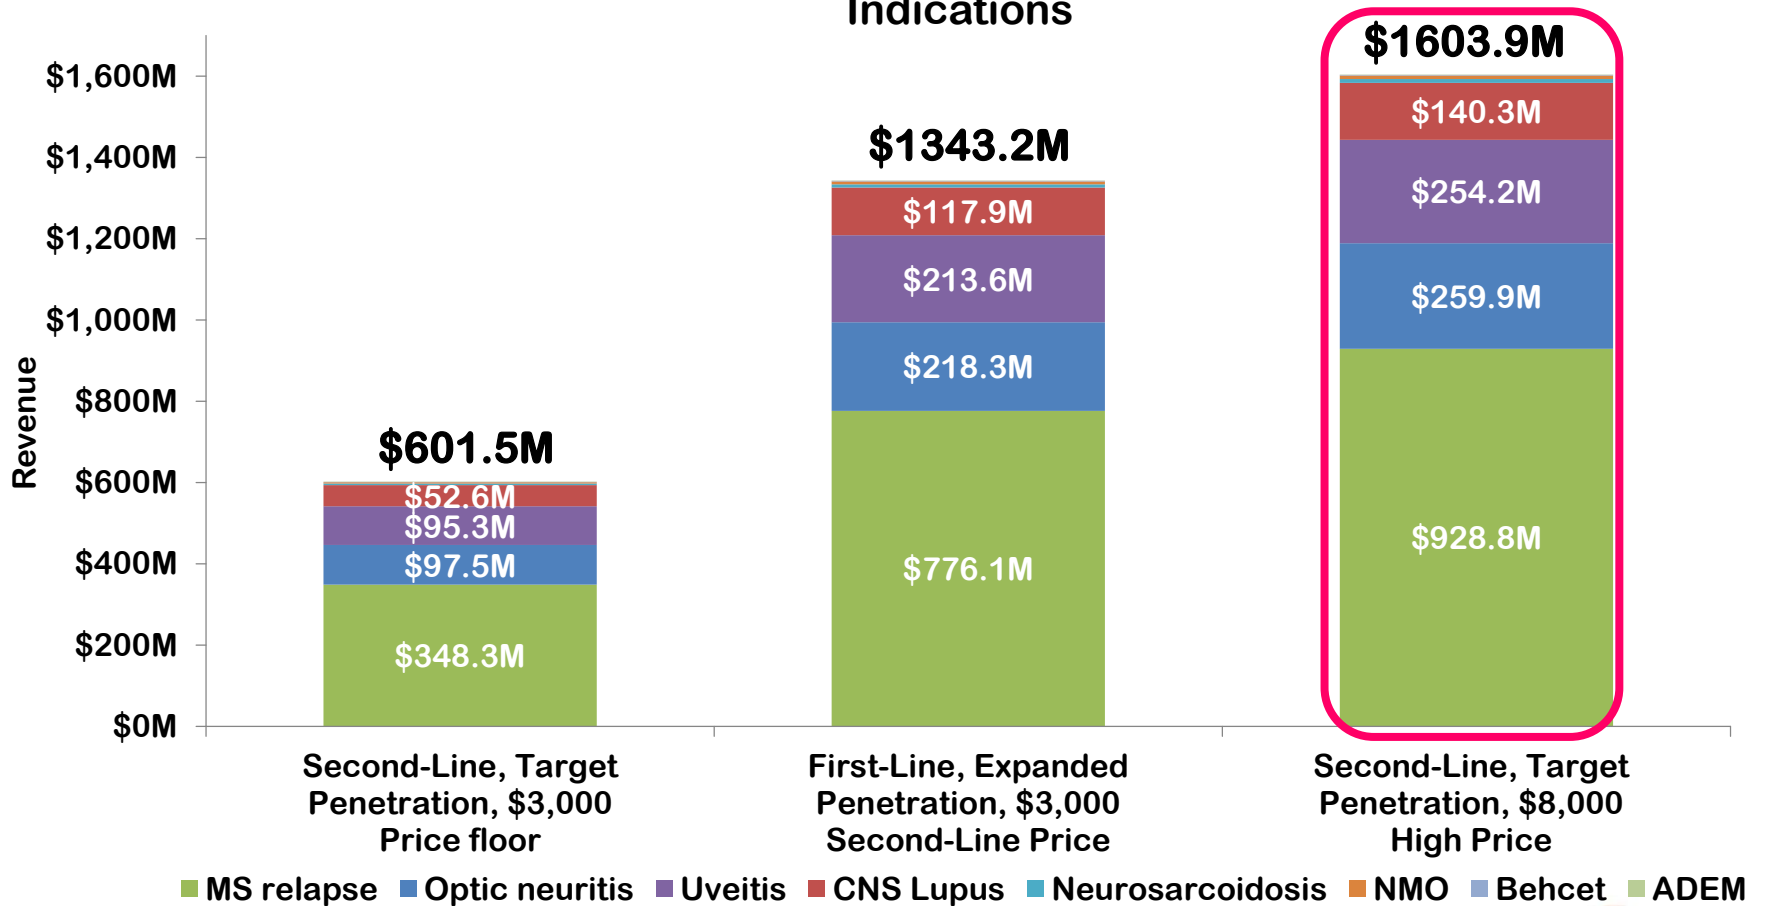 Indications
$1603.9M
$1,600M
$140.3M
$1343.2M
$1,400M
$254.2M
$117.9M
$1,200M
$213.6M
$259.9M
$1,000M
$218.3M
Revenue
$800M
$601.5M
$600M
$52.6M
$95.3M
$928.8M
$97.5M
$776.1M
$400M
$348.3M
$200M
$0M
Second-Line, Target
Penetration, $3,000
Price floor
First-Line, Expanded
Penetration, $3,000
Second-Line Price
Second-Line, Target
Penetration, $8,000
High Price
MS relapse Optic neuritis Uveitis CNS Lupus Neurosarcoidosis NMO Behcet ADEM